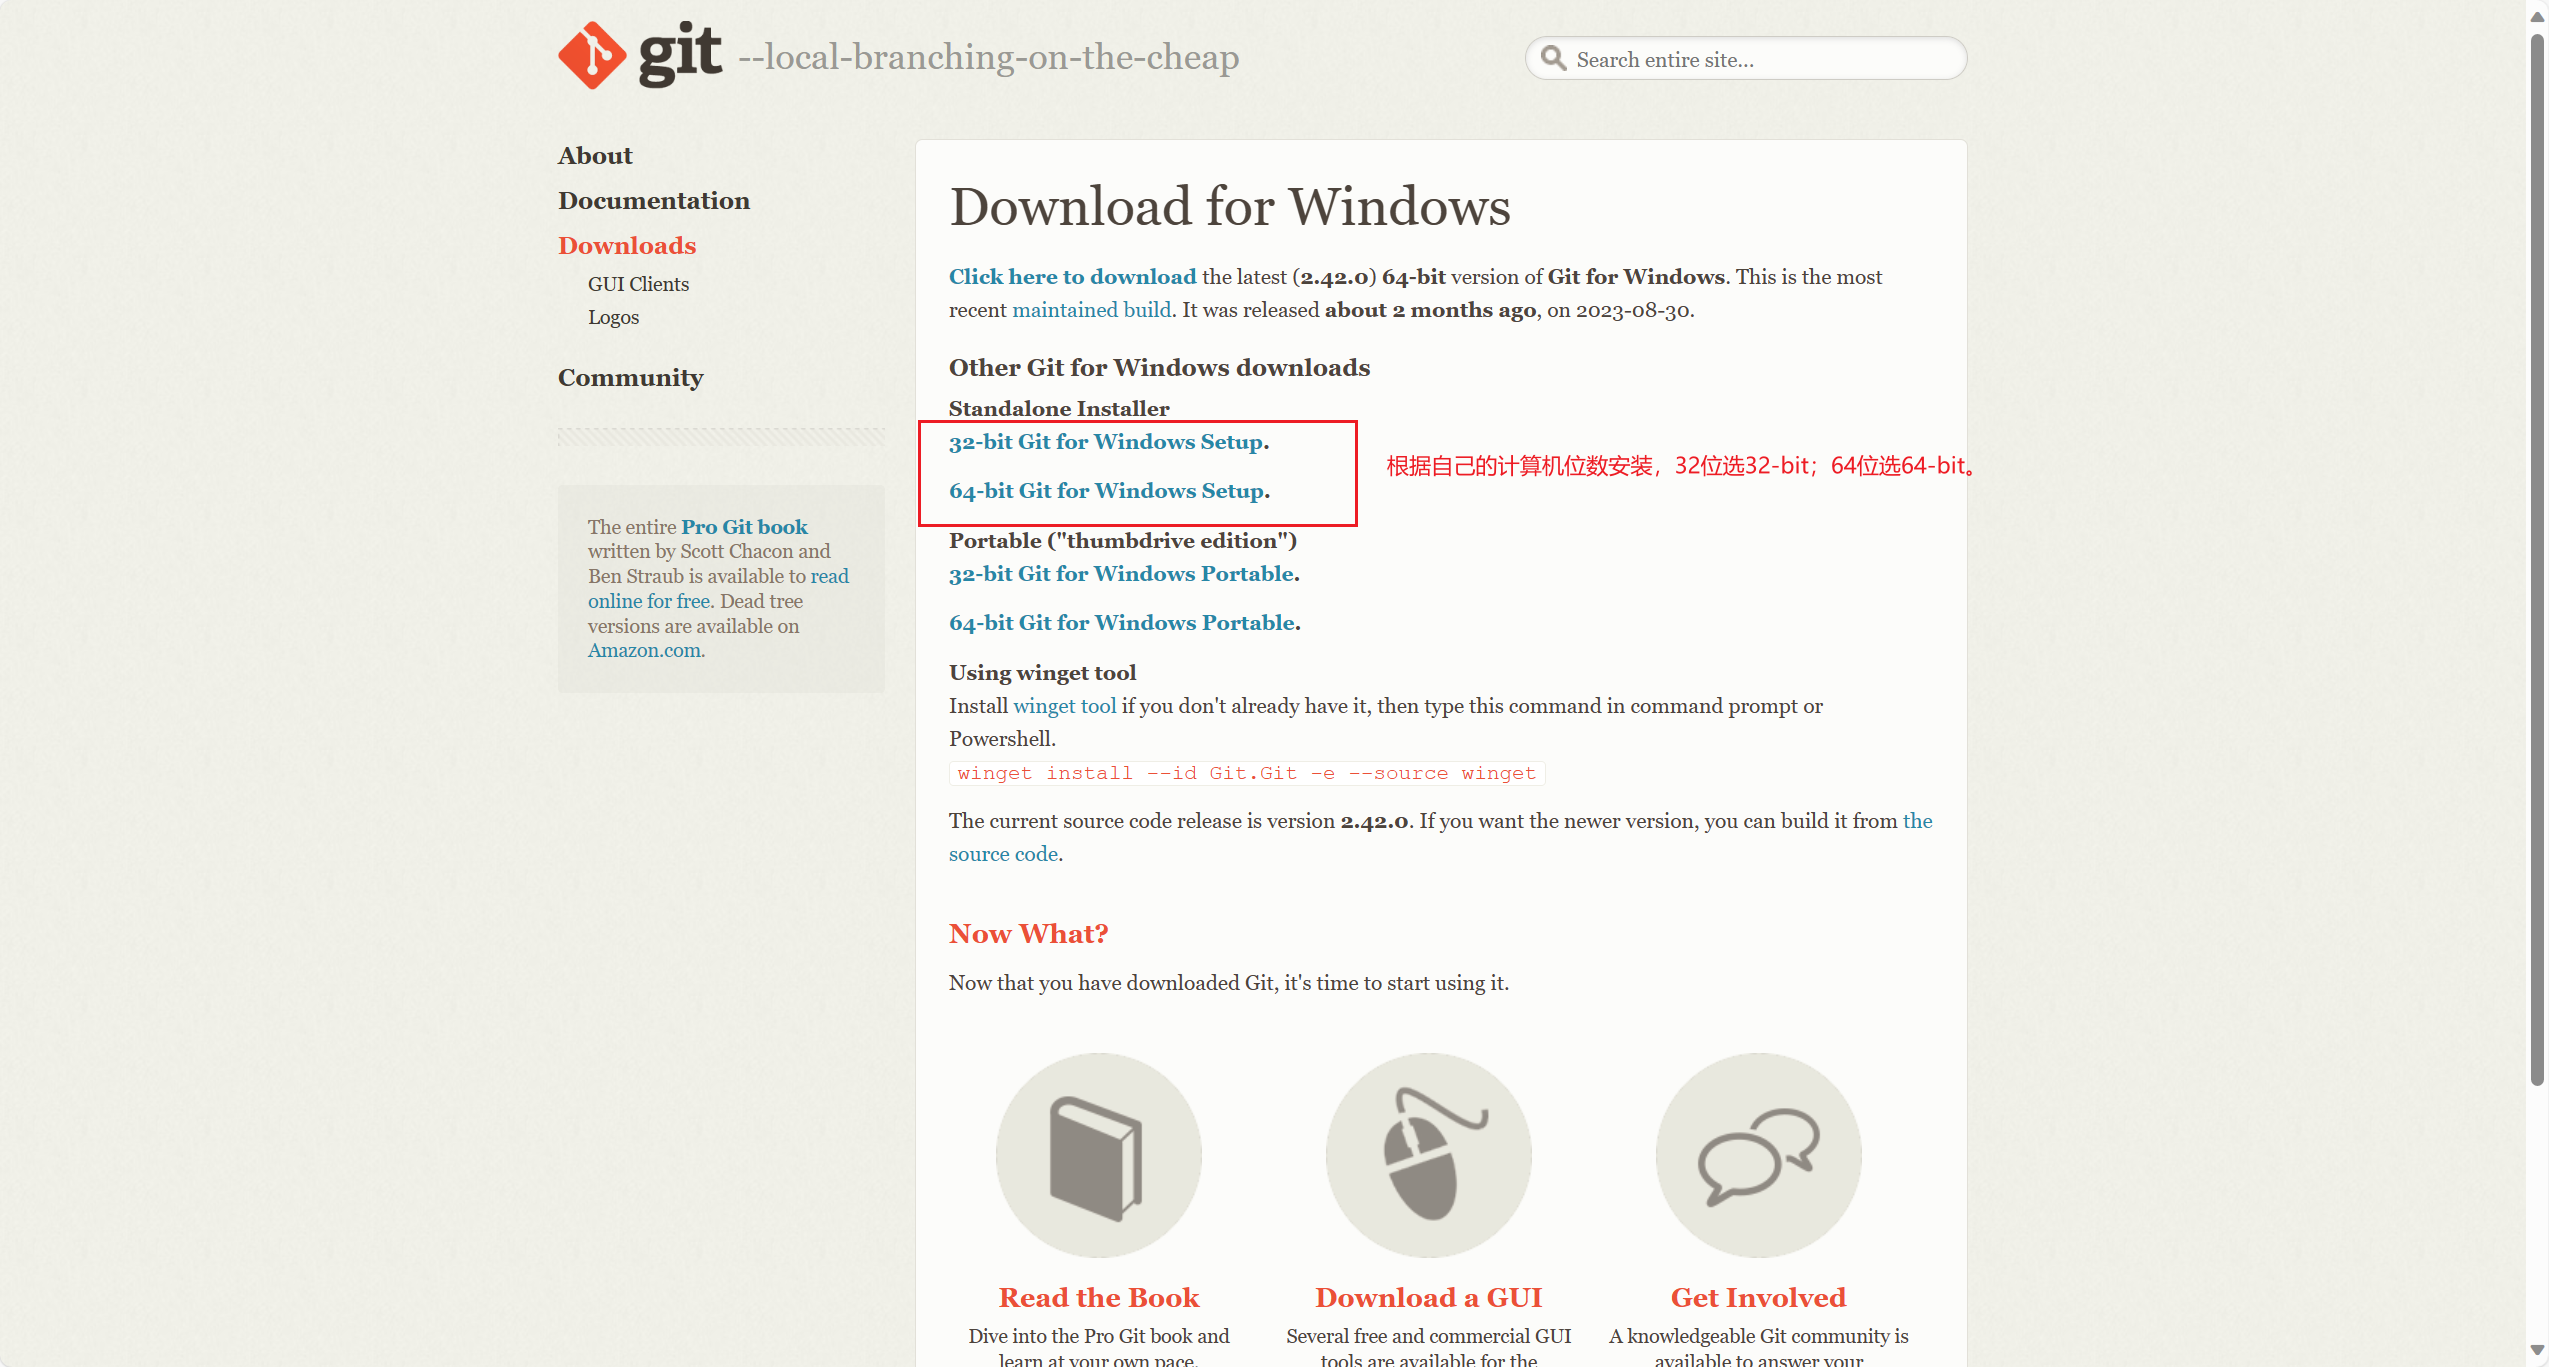 git --local-branching-on-the-cheap
Search entire site...
About
Documentation
Downloads
GUI Clients
Logos
Community
The entire Pro Git book
written by Scott Chacon and
Ben Straub is available to read
online for free. Dead tree
versions are available on
Amazon.com.
Download for Windows
Click here to download the latest (2.42.0) 64-bit version of Git for Windows. This is the most
recent maintained build. It was released about 2 months ago, on 2023-08-30.
Other Git for Windows downloads
Standalone Installer
32-bit Git for Windows Setup.
64-bit Git for Windows Setup.
根据自己的计算机位数安装，32位选32-bit；64位选64-bit。
Portable ("thumbdrive edition")
32-bit Git for Windows Portable.
64-bit Git for Windows Portable.
Using winget tool
Install winget tool if you don't already have it, then type this command in command prompt or
Powershell.
winget install --id Git.Git -e --source winget
The current source code release is version 2.42.0. If you want the newer version, you can build it from the
source code.
Now What?
Now that you have downloaded Git, it's time to start using it.
Read the Book
Dive into the Pro Git book and
learn at your own pace.
Download a GUI
Several free and commercial GUI
tools are available for the
Get Involved
A knowledgeable Git community is
available to answer your